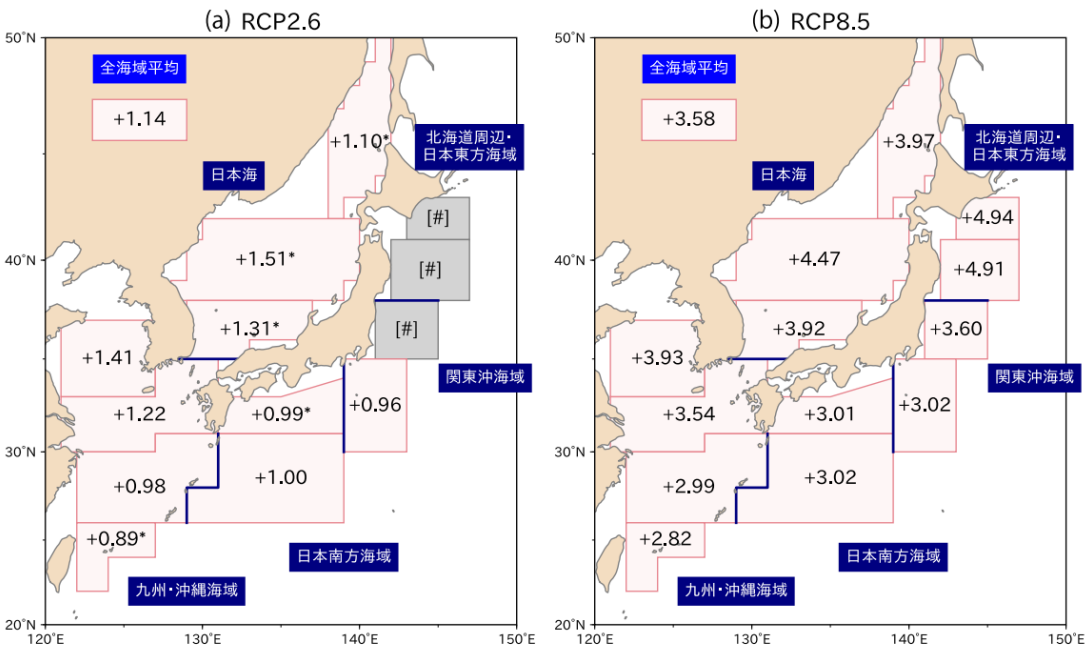 (a) RCP2.6
50°N
40°N
30°N
20°N
120°E
130°E
140°E
150°E
全海域平均
+1.14
+1.10*
北海道周辺・
日本東方海域
日本海
[#]
+1.51*
[#]
+1.31*
[#]
+1.41
関東沖海域
+1.22
+0.99*
+0.96
+0.98
+1.00
+0.89*
日本南方海域
九州・沖縄海域
(b) RCP8.5
50°N
40°N
30°N
20°N
120°E
130°E
140°E
150°E
全海域平均
+3.58
+3.97
北海道周辺・
日本東方海域
日本海
+4.94
+4.47
+4.91
+3.92
+3.60
+3.93
関東沖海域
+3.54
+3.01
+3.02
+2.99
+3.02
+2.82
日本南方海域
九州・沖縄海域